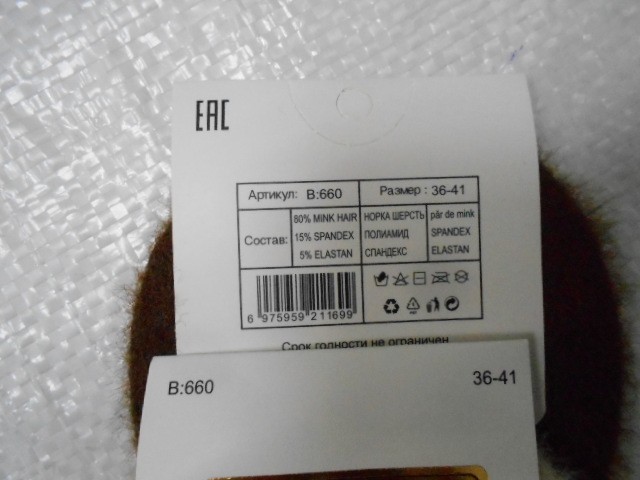 EAC
Артикул: B:660 Размер : 36-41
Состав: 80% MINK HAIR НОРКА ШЕРСТЬ pâr de mink
15% SPANDEX ПОЛИАМИД SPANDEX
5% ELASTAN СПАНДЕКС ELASTAN
6 975959 211699
Срок годности не ограничен
B:660 36-41